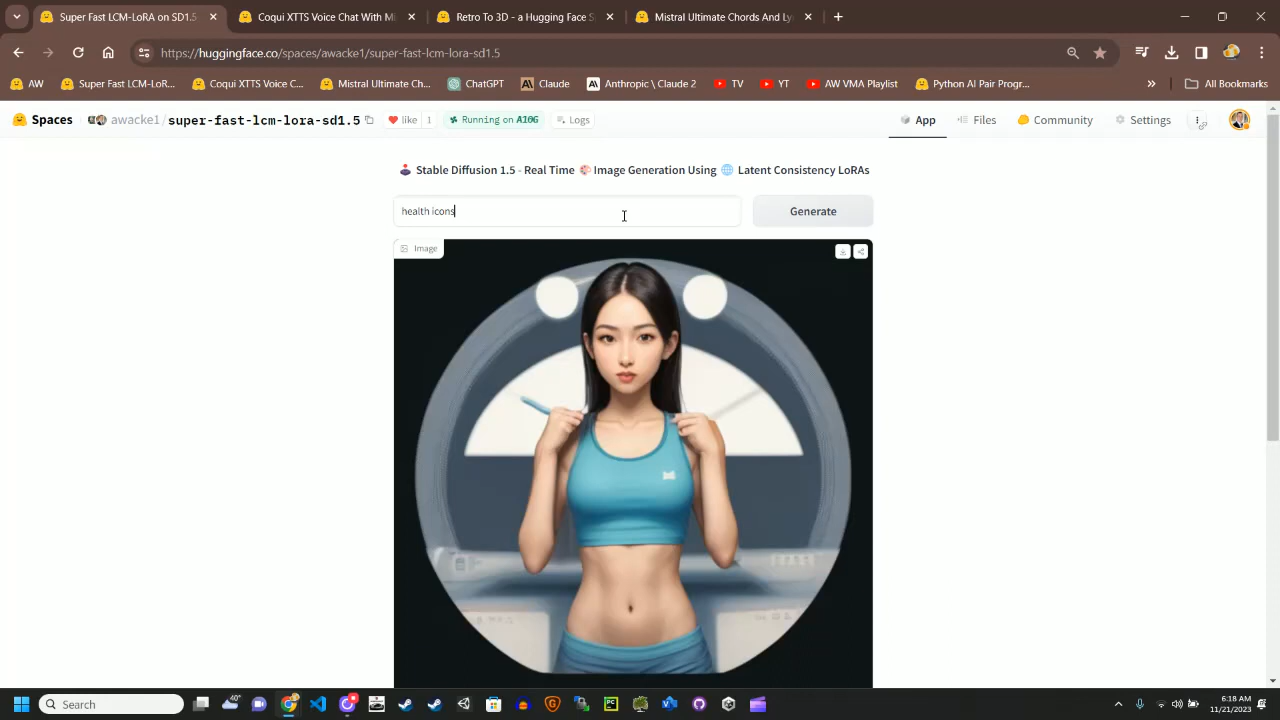 Super Fast LCM-LoRA on SD1.5
Coqui XTTS Voice Chat With Mi
Retro To 3D - a Hugging Face S
Mistral Ultimate Chords And Ly
https://huggingface.co/spaces/awacke1/super-fast-lcm-lora-sd1.5
AW
Super Fast LCM-LoR...
Coqui XTTS Voice C...
Mistral Ultimate Ch...
ChatGPT
Claude
Anthropic \ Claude 2
TV
YT
AW VMA Playlist
Python AI Pair Progr...
All Bookmarks
Spaces
awacke1/super-fast-lcm-lora-sd1.5
like 1
Running on A10G
Logs
App
Files
Community
Settings
Stable Diffusion 1.5 - Real Time Image Generation Using Latent Consistency LoRAs
health icons
Generate
Image
Search
40°
6:18 AM
11/21/2023